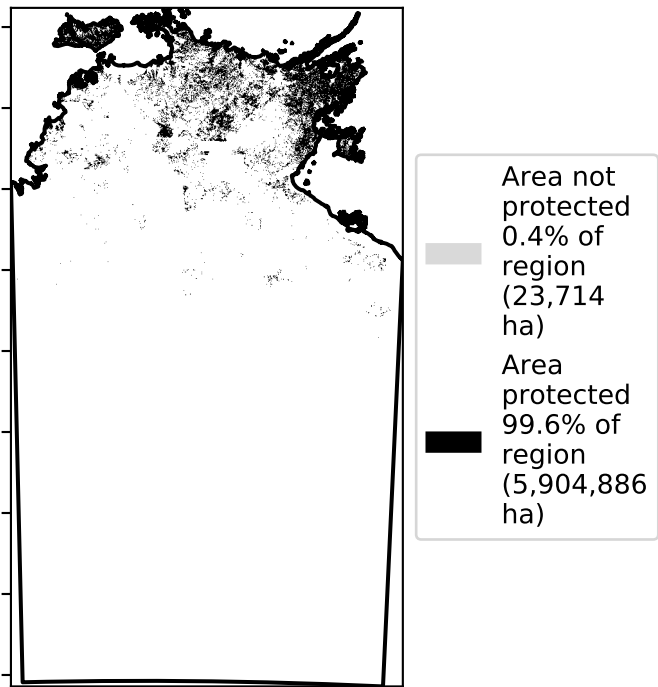 Area not
protected
0.4% of
region
(23,714
ha)
Area
protected
99.6% of
region
(5,904,886
ha)